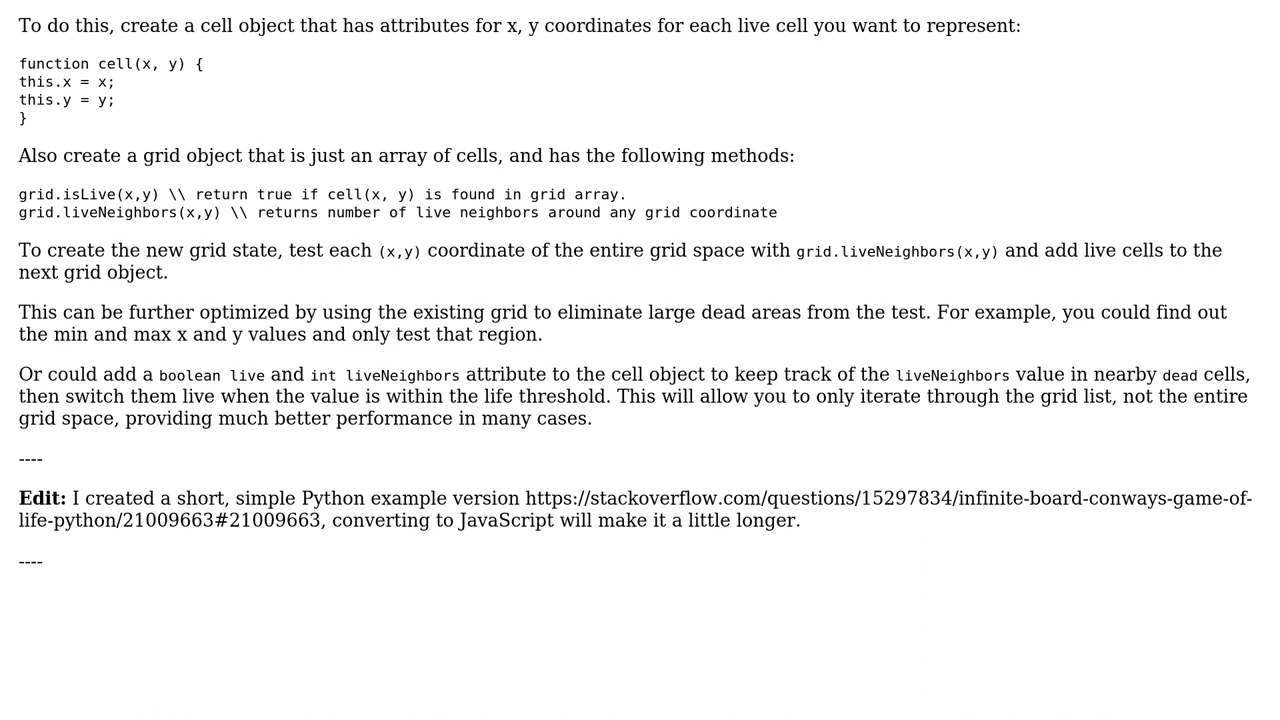 To do this, create a cell object that has attributes for x, y coordinates for each live cell you want to represent:
function cell(x, y) {
this.x = x;
this.y = y;
}
Also create a grid object that is just an array of cells, and has the following methods:
grid.isLive(x,y) \\ return true if cell(x, y) is found in grid array.
grid.liveNeighbors(x,y) \\ returns number of live neighbors around any grid coordinate
To create the new grid state, test each (x,y) coordinate of the entire grid space with grid.liveNeighbors(x,y) and add live cells to the
next grid object.
This can be further optimized by using the existing grid to eliminate large dead areas from the test. For example, you could find out
the min and max x and y values and only test that region.
Or could add a boolean live and int liveNeighbors attribute to the cell object to keep track of the liveNeighbors value in nearby dead cells,
then switch them live when the value is within the life threshold. This will allow you to only iterate through the grid list, not the entire
grid space, providing much better performance in many cases.
----
Edit: I created a short, simple Python example version https://stackoverflow.com/questions/15297834/infinite-board-conways-game-of-
life-python/21009663#21009663, converting to JavaScript will make it a little longer.
----